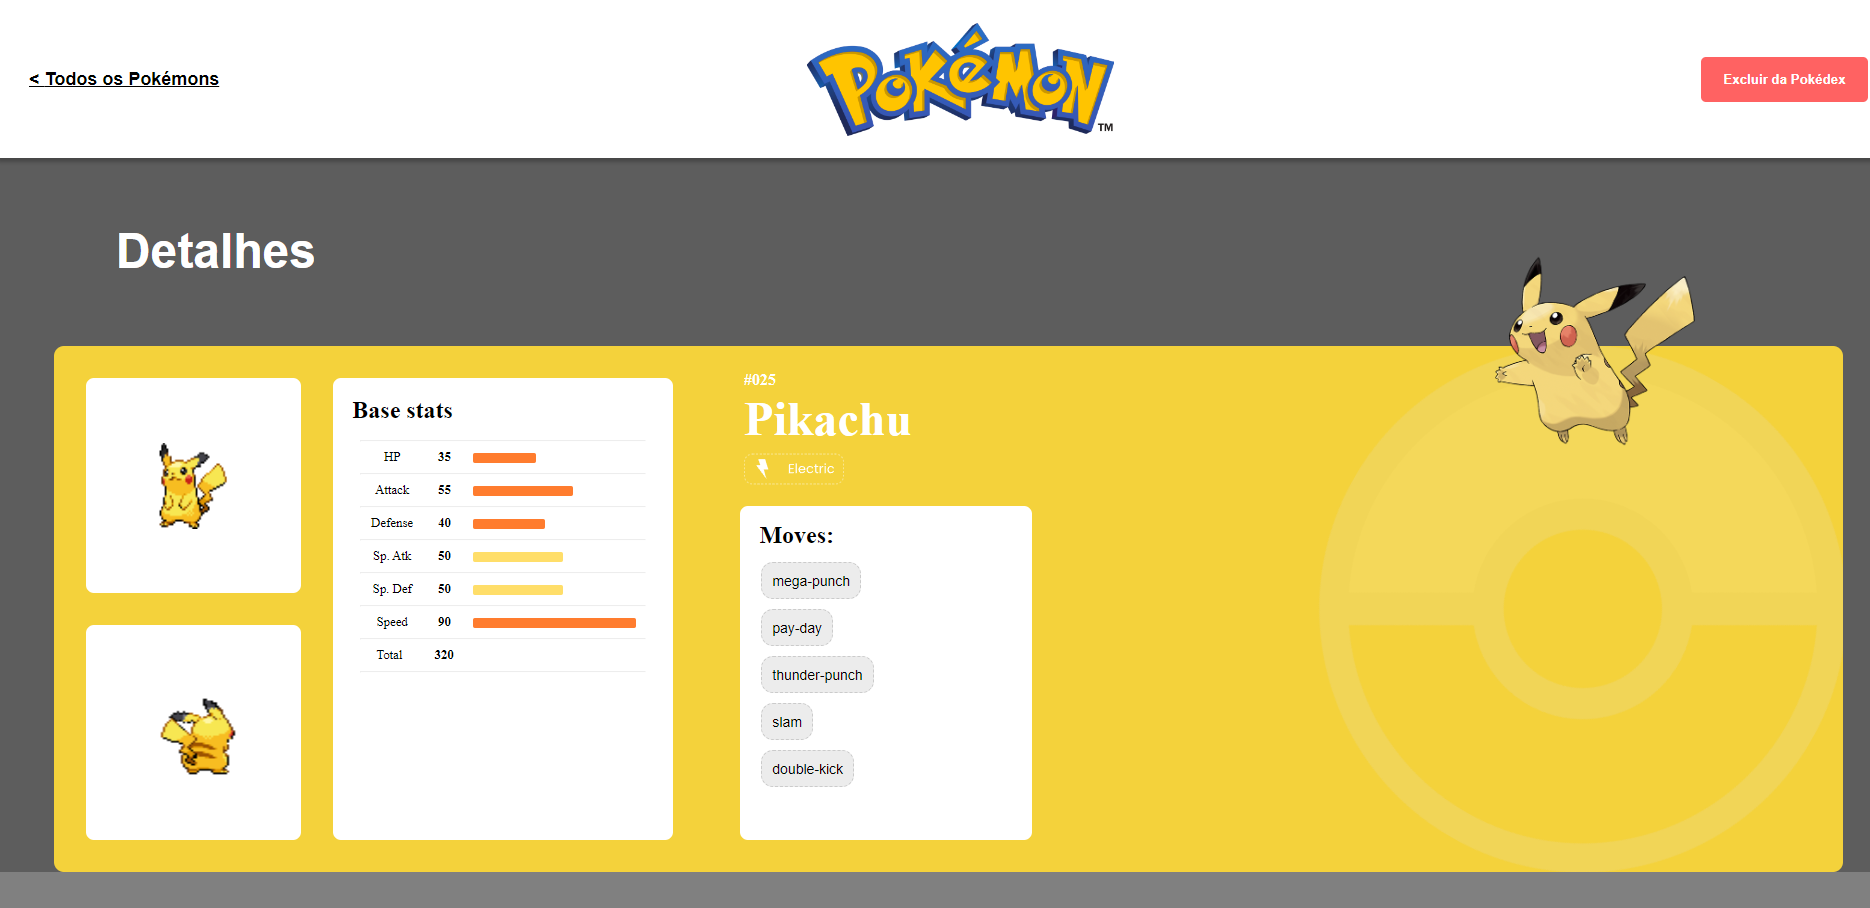 < Todos os Pokémons
POKéMON
TM
Excluir da Pokédex
Detalhes
Base stats
HP 35
Attack 55
Defense 40
Sp. Atk 50
Sp. Def 50
Speed 90
Total 320
#025
Pikachu
Electric
Moves:
mega-punch
pay-day
thunder-punch
slam
double-kick